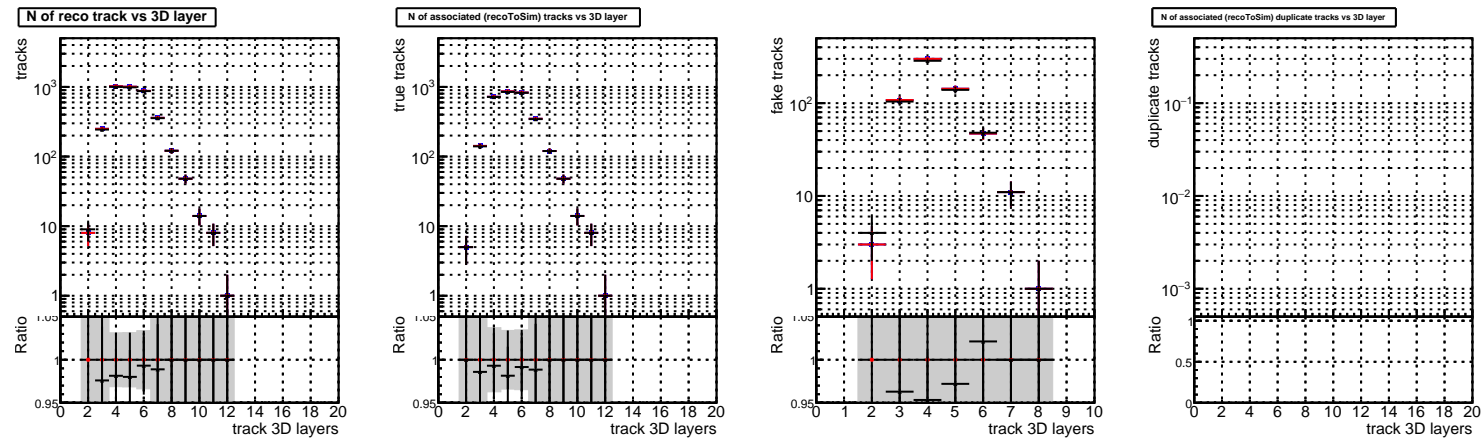 N of reco track vs 3D layer
tracks
10³
10²
10
1
Ratio
1.05
1
0.95
0 2 4 6 8 10 12 14 16 18 20
track 3D layers
N of associated (recoToSim) tracks vs 3D layer
true tracks
10³
10²
10
1
Ratio
1.05
1
0.95
0 2 4 6 8 10 12 14 16 18 20
track 3D layers
fake tracks
10²
10
1
Ratio
1.05
1
0.95
0 1 2 3 4 5 6 7 8 9 10
track 3D layers
N of associated (recoToSim) duplicate tracks vs 3D layer
duplicate tracks
10⁻¹
10⁻²
10⁻³
Ratio
1
0.5
0
0 2 4 6 8 10 12 14 16 18 20
track 3D layers